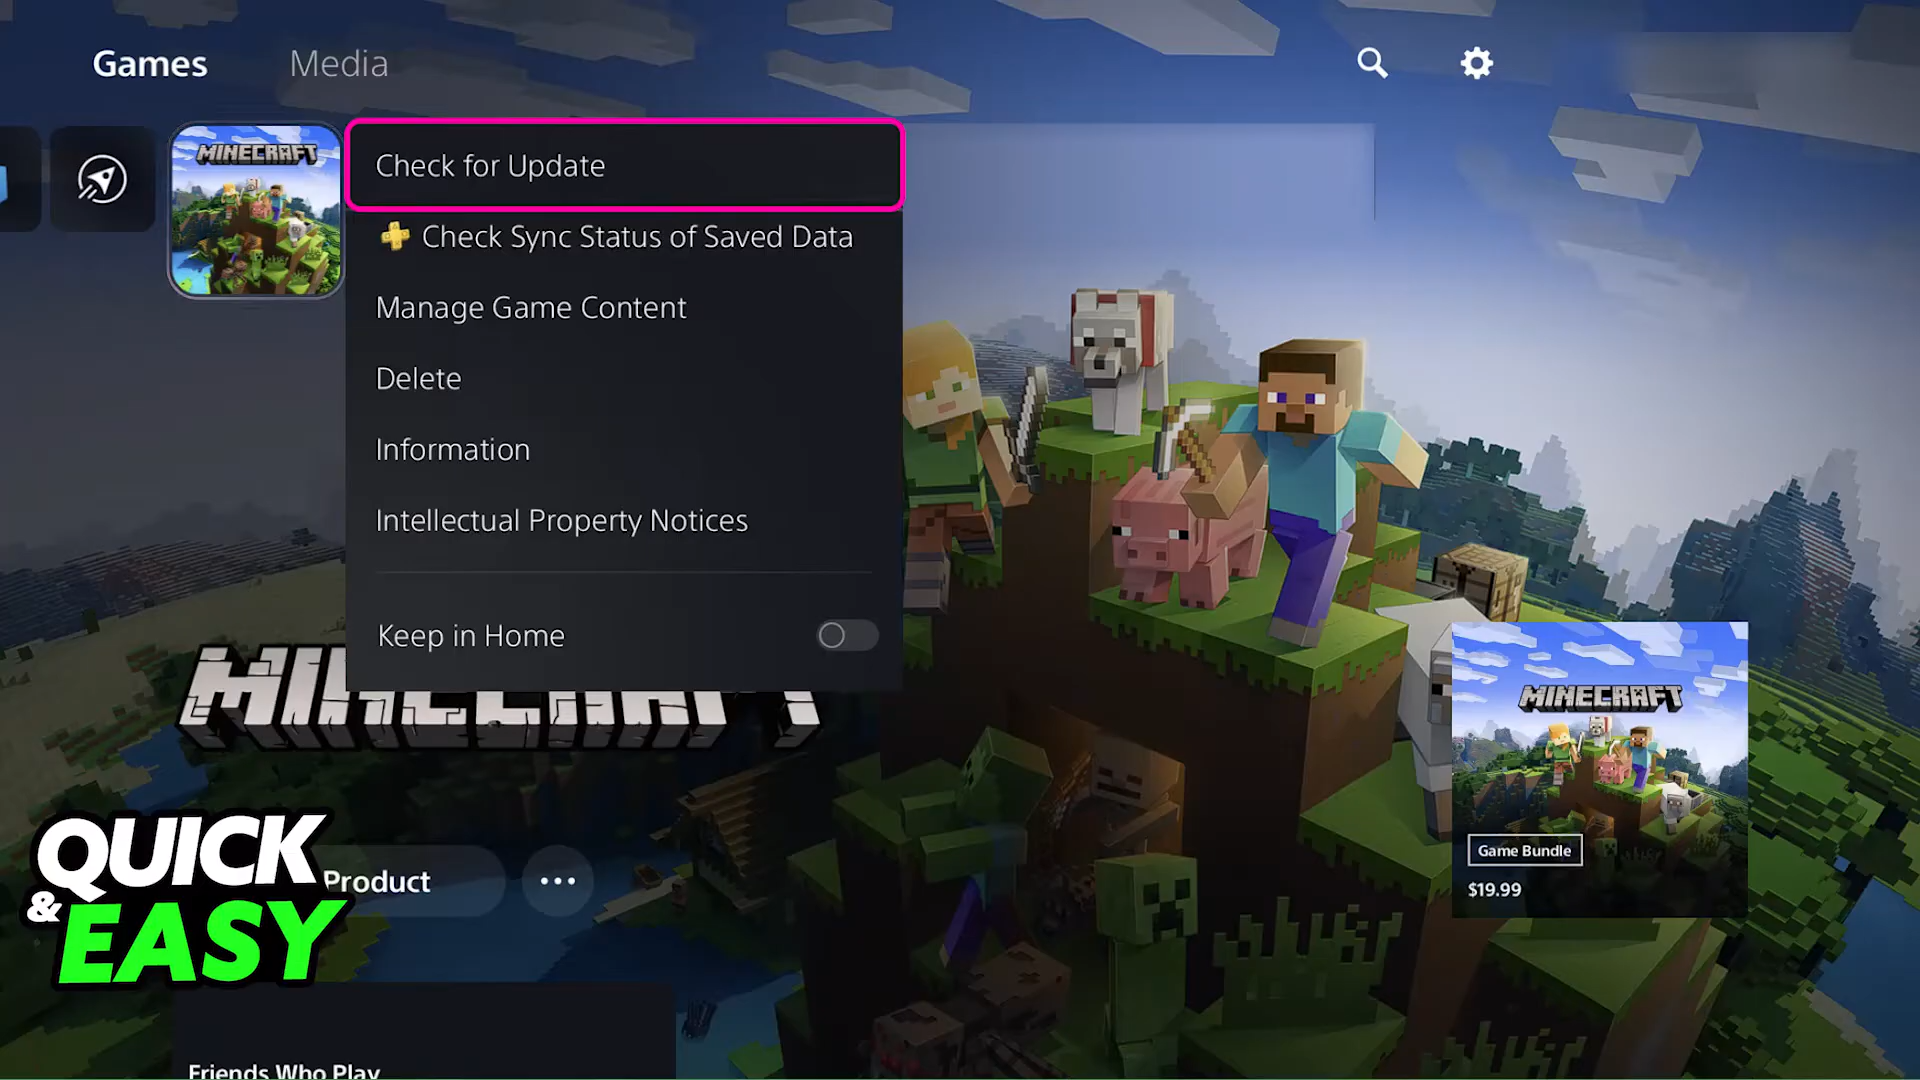 Games
Media
MINECRAFT
Check for Update
Check Sync Status of Saved Data
Manage Game Content
Delete
Information
Intellectual Property Notices
Keep in Home
MINECRAFT
MINECRAFT
Game Bundle
$19.99
Product
...
QUICK
&
EASY
Friends Who Play